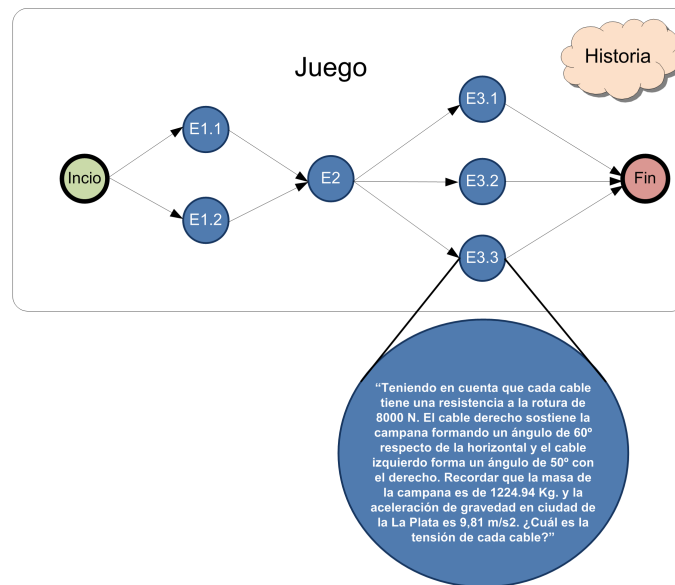 Historia
Juego
E1.1
E3.1
Incio
E2
E3.2
Fin
E1.2
E3.3
“Teniendo en cuenta que cada cable
tiene una resistencia a la rotura de
8000 N. El cable derecho sostiene la
campana formando un ángulo de 60º
respecto de la horizontal y el cable
izquierdo forma un ángulo de 50º con
el derecho. Recordar que la masa de
la campana es de 1224.94 Kg. y la
aceleración de gravedad en ciudad de
la La Plata es 9,81 m/s2. ¿Cuál es la
tensión de cada cable?”